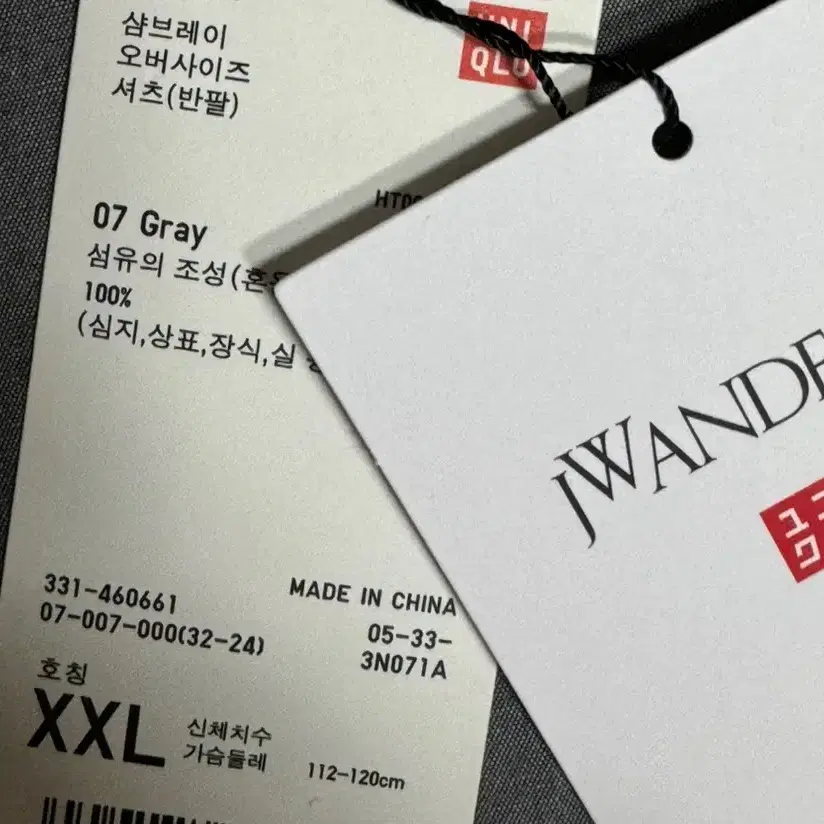 샴브레이
오버사이즈
셔츠(반팔)
UNI
QLO
07 Gray
섬유의 조성(혼
100%
(심지,상표,장식,실
331-460661
07-007-000(32-24)
MADE IN CHINA
05-33-
3N071A
호칭
XXL
신체치수
가슴둘레
112-120cm
JWANDE